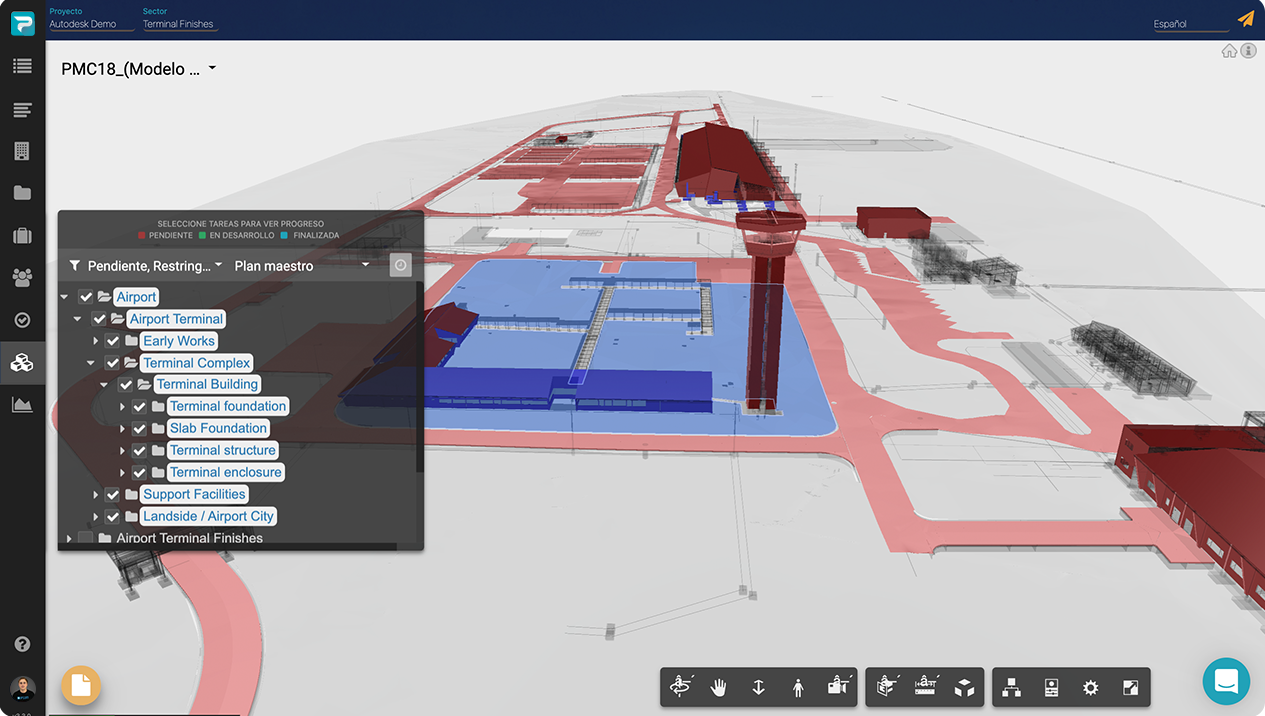 Proyecto
Autodesk Demo
Sector
Terminal Finishes
Español
PMC18_(Modelo ...
SELECCIONE TAREAS PARA VER PROGRESO
PENDIENTE EN DESARROLLO FINALIZADA
Pendiente, Restring... Plan maestro
Airport
Airport Terminal
Early Works
Terminal Complex
Terminal Building
Terminal foundation
Slab Foundation
Terminal structure
Terminal enclosure
Support Facilities
Landside / Airport City
Airport Terminal Finishes